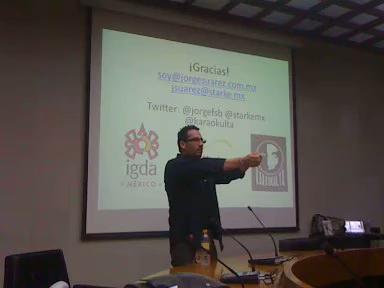 ¡Gracias!
soy@jorgesuarez.com.mx
jsuarez@starke.mx
Twitter: @jorgefsb @starkemx
@karaokulta
igda
MÉXICO